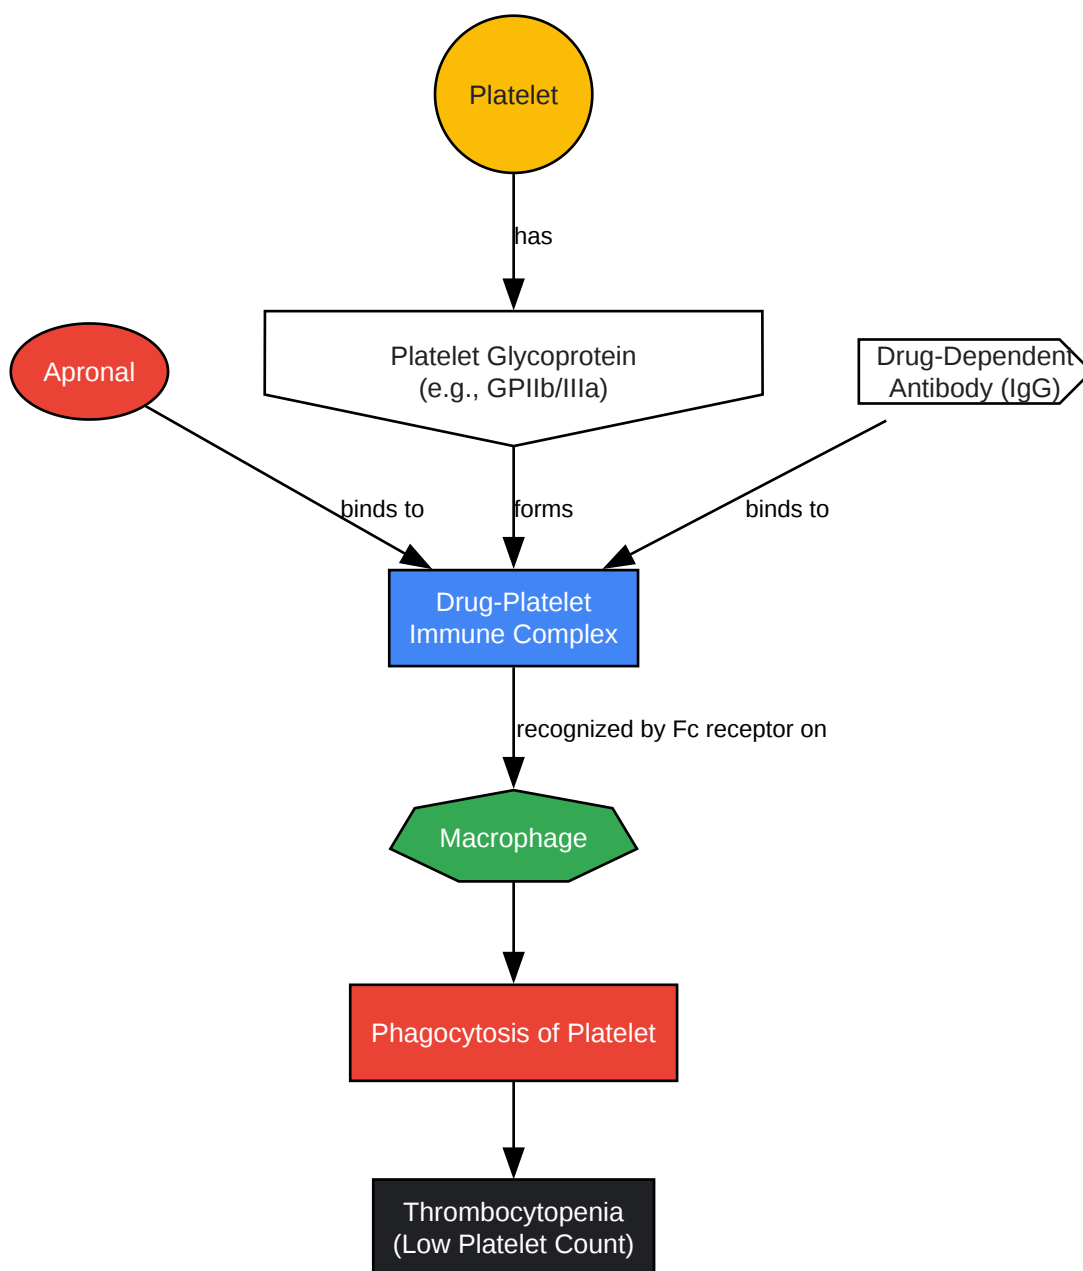 Platelet
has
Apronal
Platelet Glycoprotein
(e.g., GPIIb/IIIa)
Drug-Dependent
Antibody (IgG)
binds to
forms
binds to
Drug-Platelet
Immune Complex
recognized by Fc receptor on
Macrophage
Phagocytosis of Platelet
Thrombocytopenia
(Low Platelet Count)